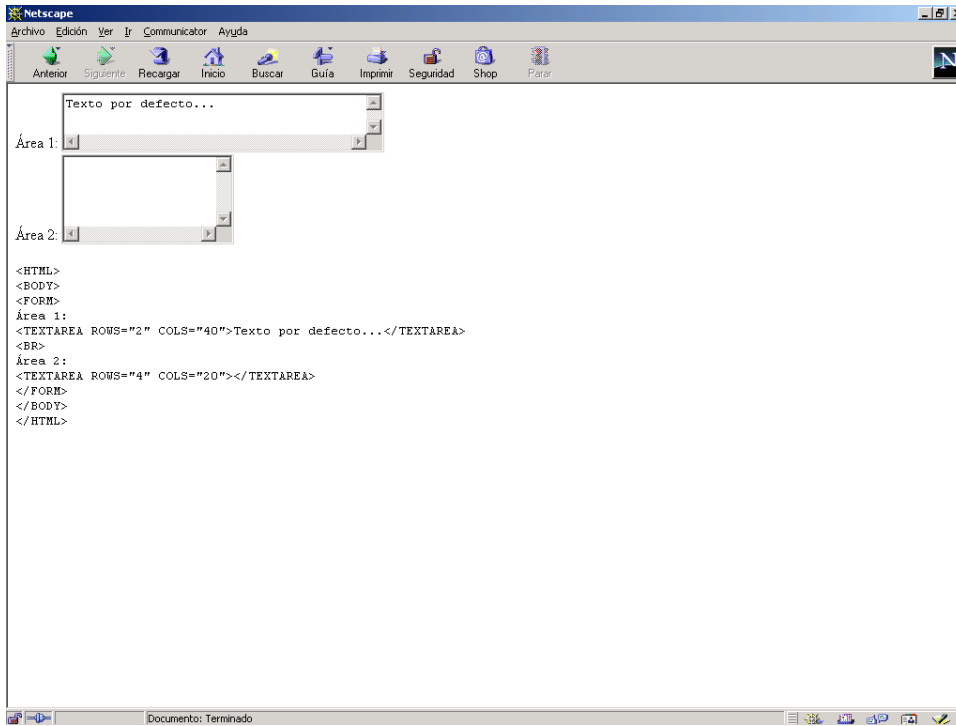 Netscape
Archivo Edición Ver Ir Communicator Ayuda
Anterior Siguiente Recargar Inicio Buscar Guía Imprimir Seguridad Shop Parar
N
Texto por defecto...
Área 1:
Área 2:
<HTML>
<BODY>
<FORM>
Área 1:
<TEXTAREA ROWS="2" COLS="40">Texto por defecto...</TEXTAREA>
<BR>
Área 2:
<TEXTAREA ROWS="4" COLS="20"></TEXTAREA>
</FORM>
</BODY>
</HTML>
Documento: Terminado